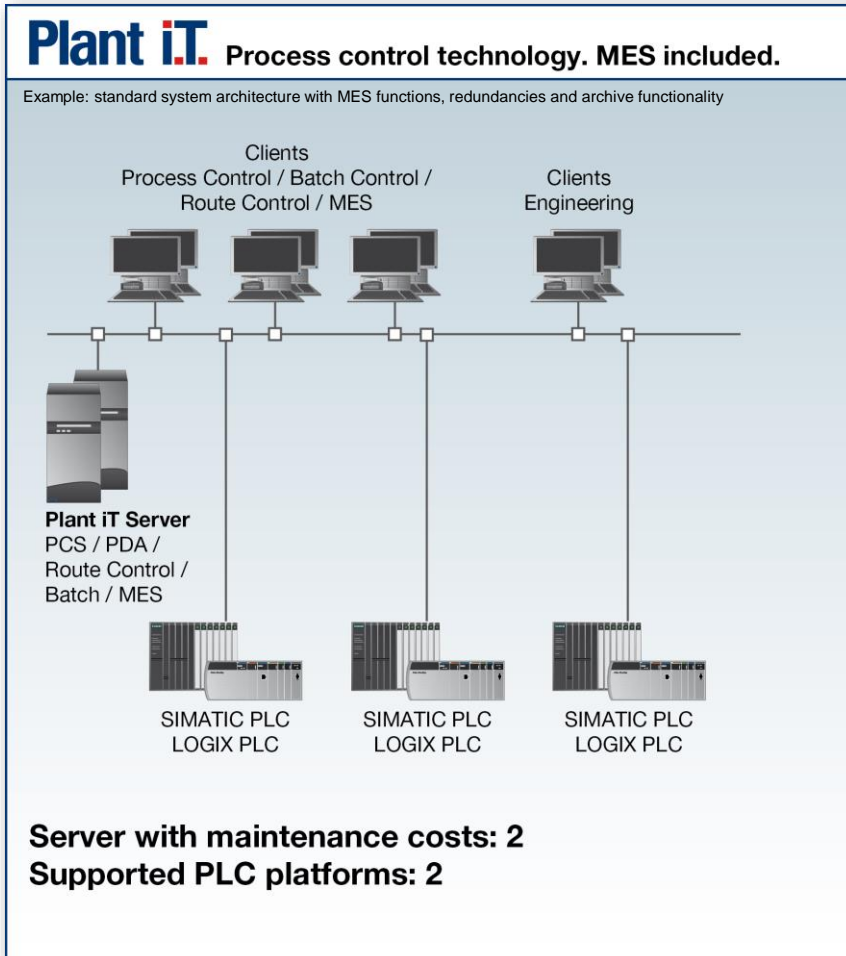 Plant i.T. Process control technology. MES included.
Example: standard system architecture with MES functions, redundancies and archive functionality
Clients
Process Control / Batch Control /
Route Control / MES
Clients
Engineering
Plant iT Server
PCS / PDA /
Route Control /
Batch / MES
SIMATIC PLC
LOGIX PLC
SIMATIC PLC
LOGIX PLC
SIMATIC PLC
LOGIX PLC
Server with maintenance costs: 2
Supported PLC platforms: 2